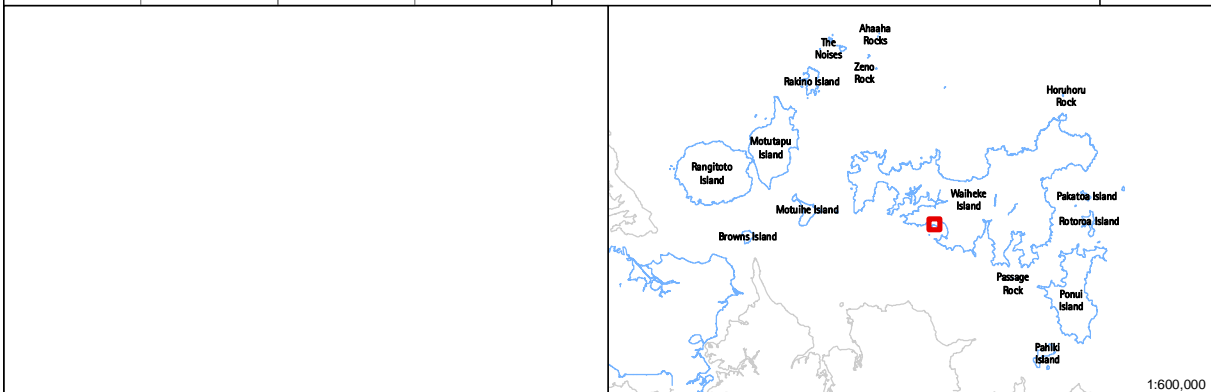 Ahaaha
Rocks
The
Noises
Zeno
Rock
Rakino Island
Horuhoru
Rock
Motutapu
Island
Rangitoto
Island
Waiheke
Island
Pakatoa Island
Motuihe Island
Rotoroa Island
Browns Island
Passage
Rock
Ponui
Island
Pahiki
Island
1:600,000